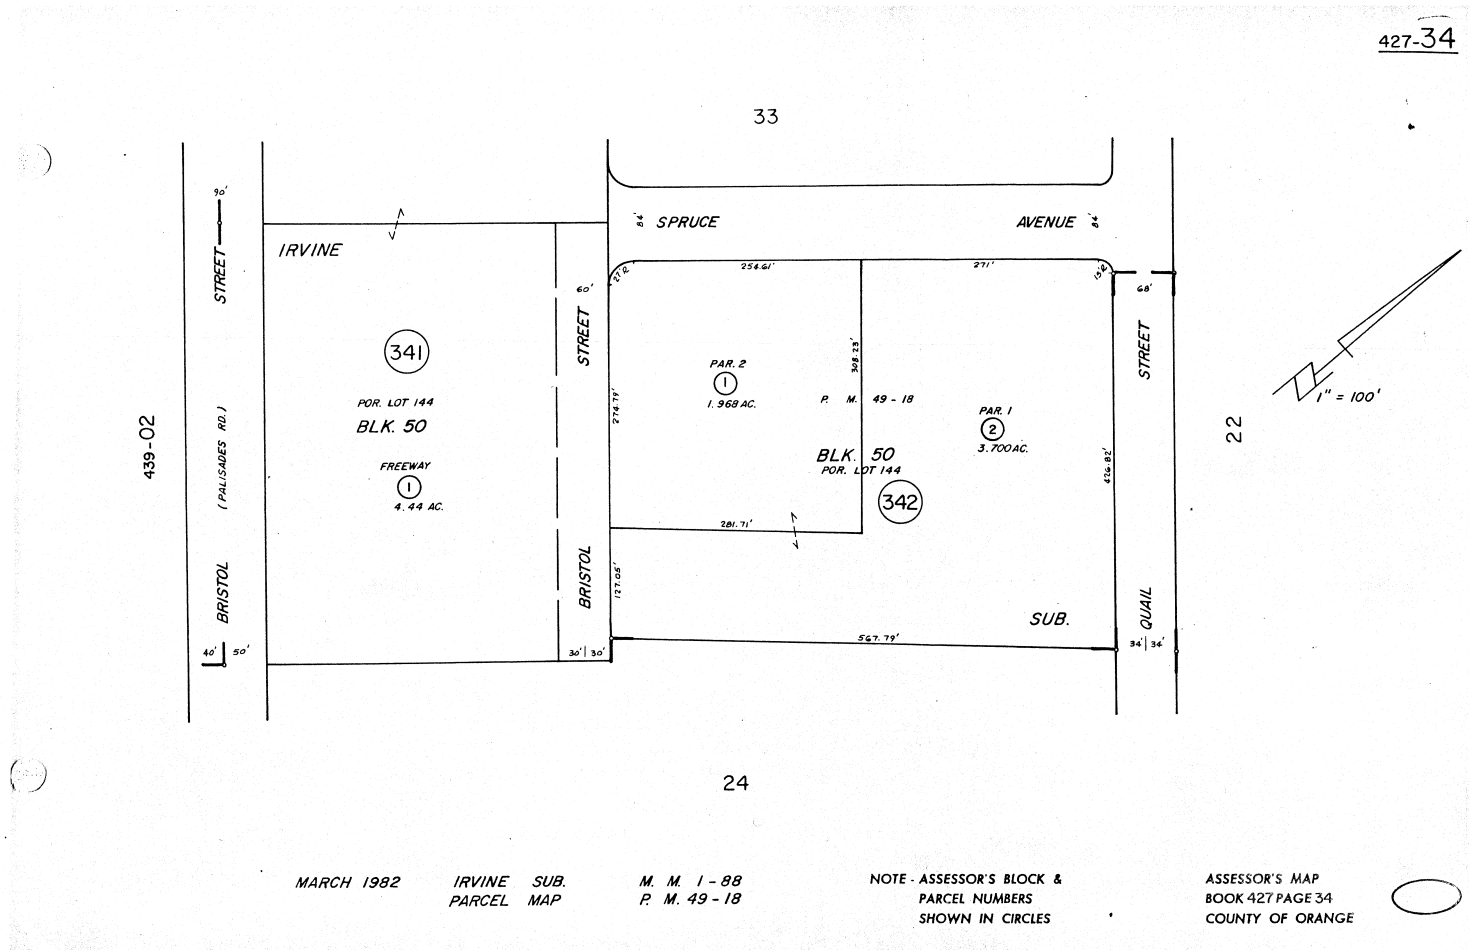 427-34
33
90'
STREET
(PALISADES RD.)
BRISTOL
40' 50'
439-02
IRVINE
341
POR. LOT 144
BLK. 50
FREEWAY
1
4.44 AC.
60'
STREET
BRISTOL
30' 30'
84' SPRUCE AVENUE 84'
27'R
254.61'
271'
15'R
274.79'
308.23'
PAR. 2
1
1.968 AC.
P. M. 49-18
PAR. 1
2
3.700 AC.
BLK. 50
POR. LOT 144
342
426.82'
281.71'
127.05'
SUB.
567.79'
68'
STREET
QUAIL
34' 34'
22
1" = 100'
24
MARCH 1982
IRVINE SUB. M. M. 1-88
PARCEL MAP P. M. 49-18
NOTE - ASSESSOR'S BLOCK &
PARCEL NUMBERS
SHOWN IN CIRCLES
ASSESSOR'S MAP
BOOK 427 PAGE 34
COUNTY OF ORANGE